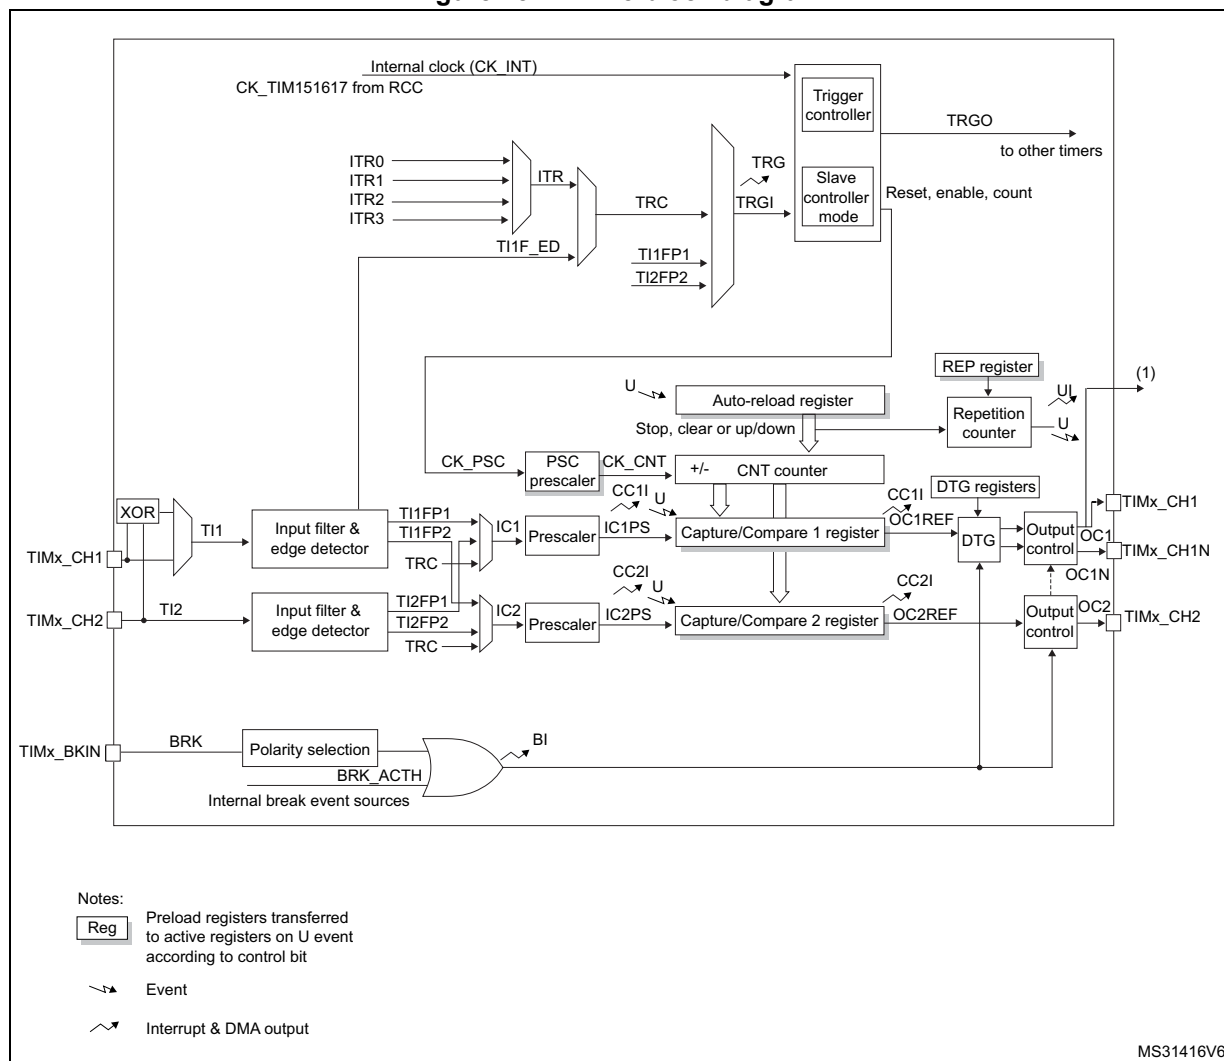 Internal clock (CK_INT)
CK_TIM151617 from RCC
Trigger
controller
TRGO
to other timers
ITR0
ITR1
ITR2
ITR3
ITR
TRC
TI1F_ED
TI1FP1
TI2FP2
TRG
TRGI
Slave
controller
mode
Reset, enable, count
REP register
(1)
U
Auto-reload register
UI
Repetition
counter
U
Stop, clear or up/down
CK_PSC
PSC
prescaler
CK_CNT
+/-
CNT counter
DTG registers
XOR
TI1
Input filter &
edge detector
TI1FP1
TI1FP2
TRC
IC1
Prescaler
IC1PS
CC1I
U
Capture/Compare 1 register
CC1I
OC1REF
DTG
Output
control
OC1
TIMx_CH1
TIMx_CH1N
OC1N
TIMx_CH1
TIMx_CH2
TI2
Input filter &
edge detector
TI2FP1
TI2FP2
TRC
IC2
Prescaler
IC2PS
CC2I
U
Capture/Compare 2 register
CC2I
OC2REF
Output
control
OC2
TIMx_CH2
TIMx_BKIN
BRK
Polarity selection
BRK_ACTH
Internal break event sources
BI
Notes:
Reg
Preload registers transferred
to active registers on U event
according to control bit
Event
Interrupt & DMA output
MS31416V6